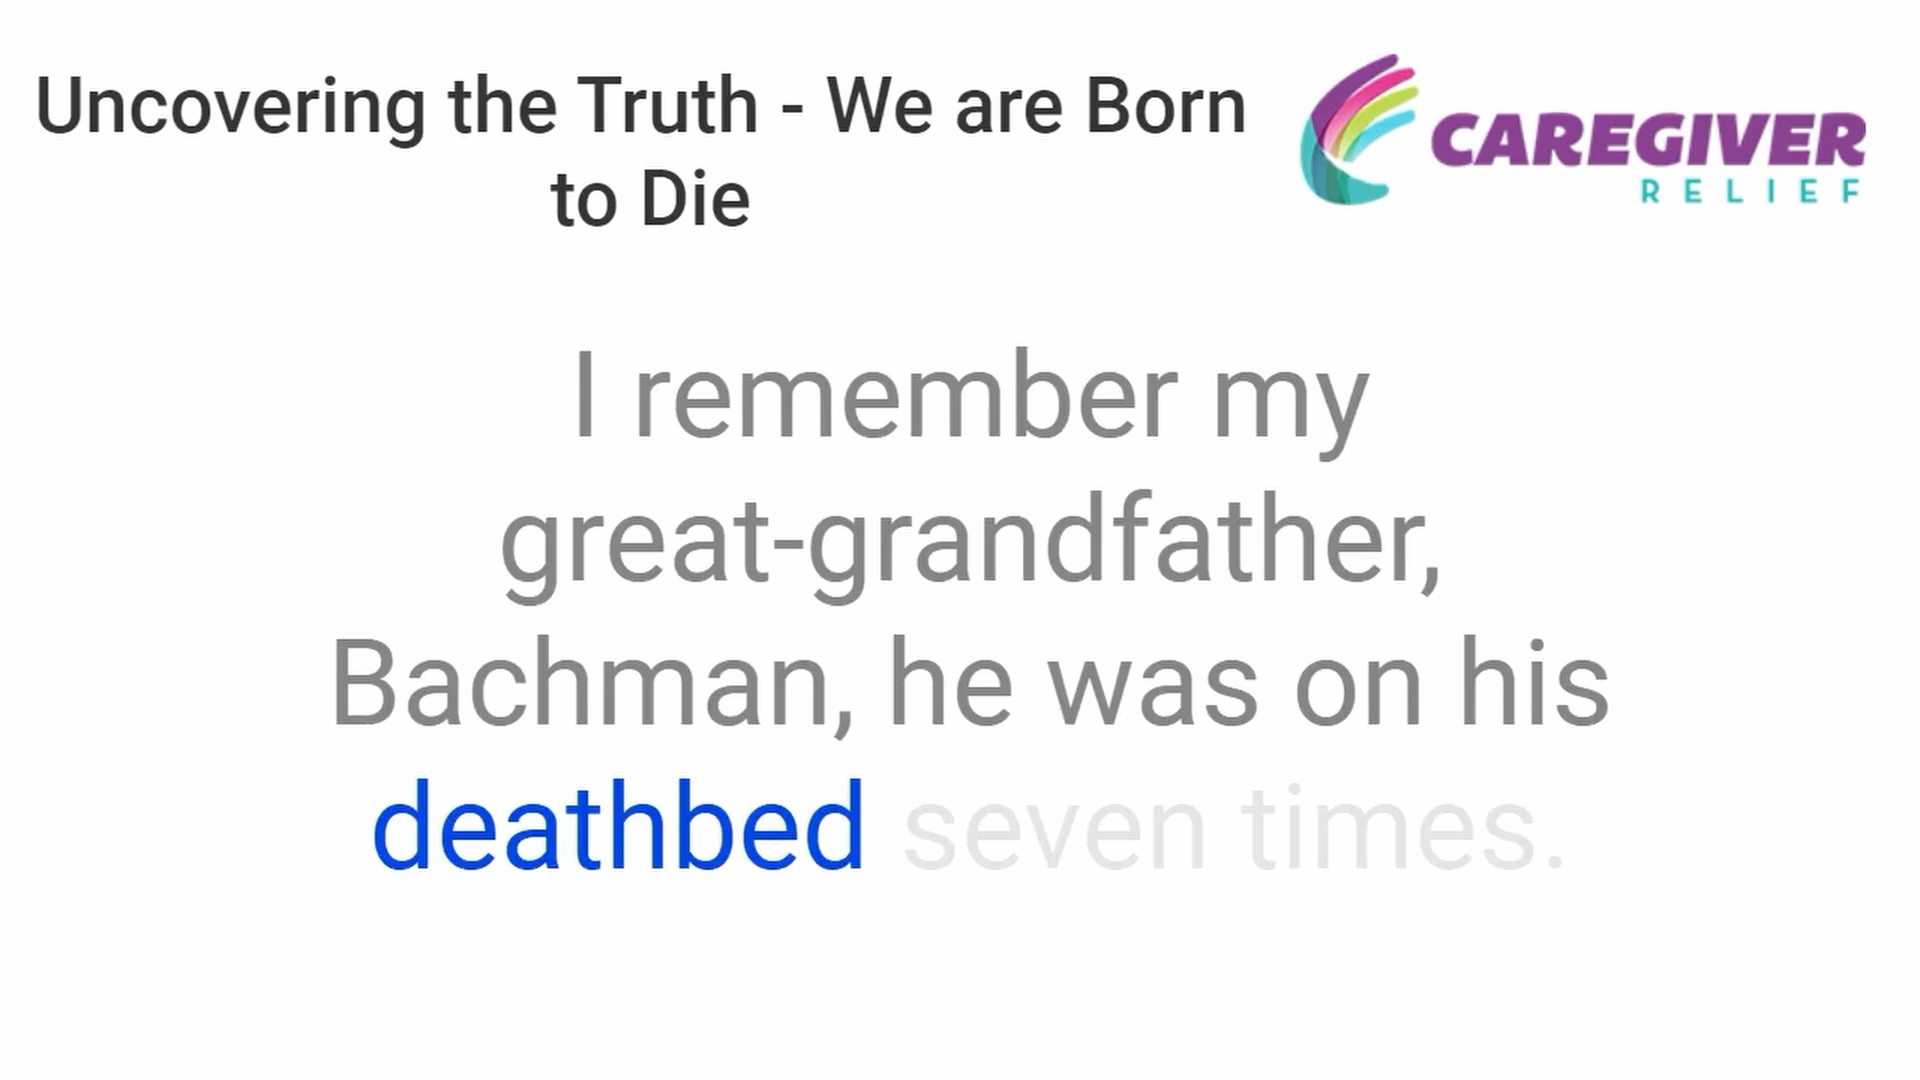 Uncovering the Truth - We are Born
to Die
CAREGIVER
RELIEF
I remember my
great-grandfather,
Bachman, he was on his
deathbed seven times.